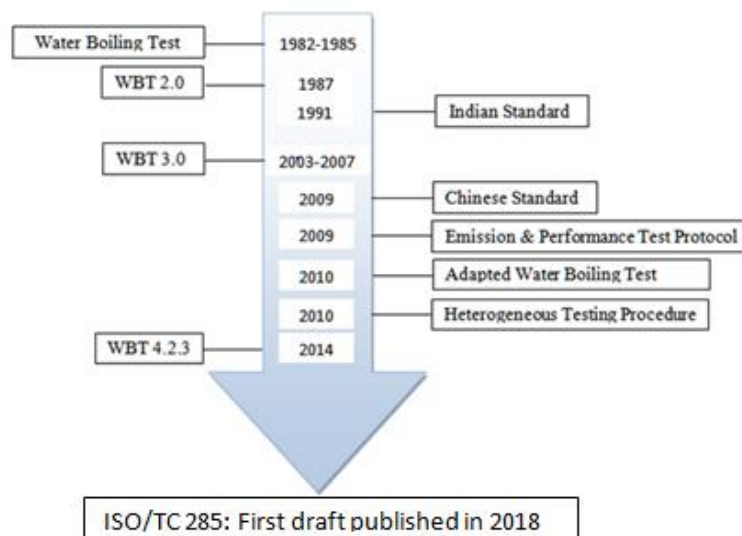 Water Boiling Test
1982-1985
WBT 2.0
1987
1991
Indian Standard
WBT 3.0
2003-2007
2009
Chinese Standard
2009
Emission & Performance Test Protocol
2010
Adapted Water Boiling Test
2010
Heterogeneous Testing Procedure
WBT 4.2.3
2014
ISO/TC 285: First draft published in 2018